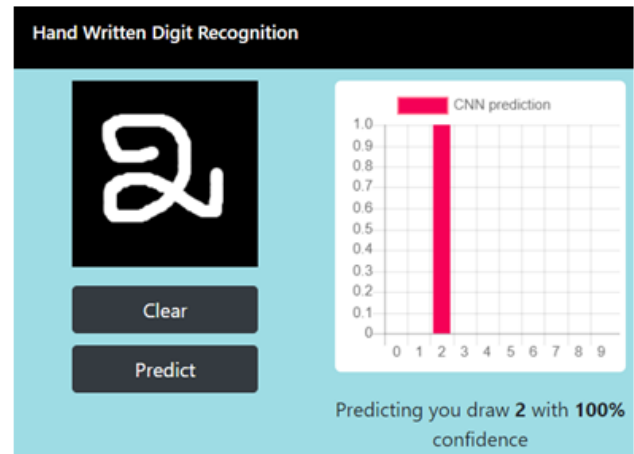 Hand Written Digit Recognition
2
Clear
Predict
CNN prediction
1.0
0.9
0.8
0.7
0.6
0.5
0.4
0.3
0.2
0.1
0
0 1 2 3 4 5 6 7 8 9
Predicting you draw 2 with 100%
confidence